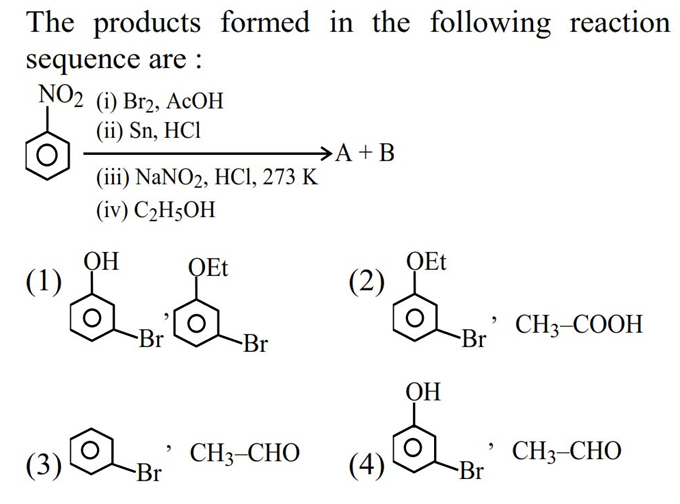 The products formed in the following reaction
sequence are :
NO₂ (i) Br₂, AcOH
(ii) Sn, HCl
A + B
(iii) NaNO₂, HCl, 273 K
(iv) C₂H₅OH
(1) OH Br , OEt Br
(2) OEt Br , CH₃–COOH
(3) Br , CH₃–CHO
(4) OH Br , CH₃–CHO